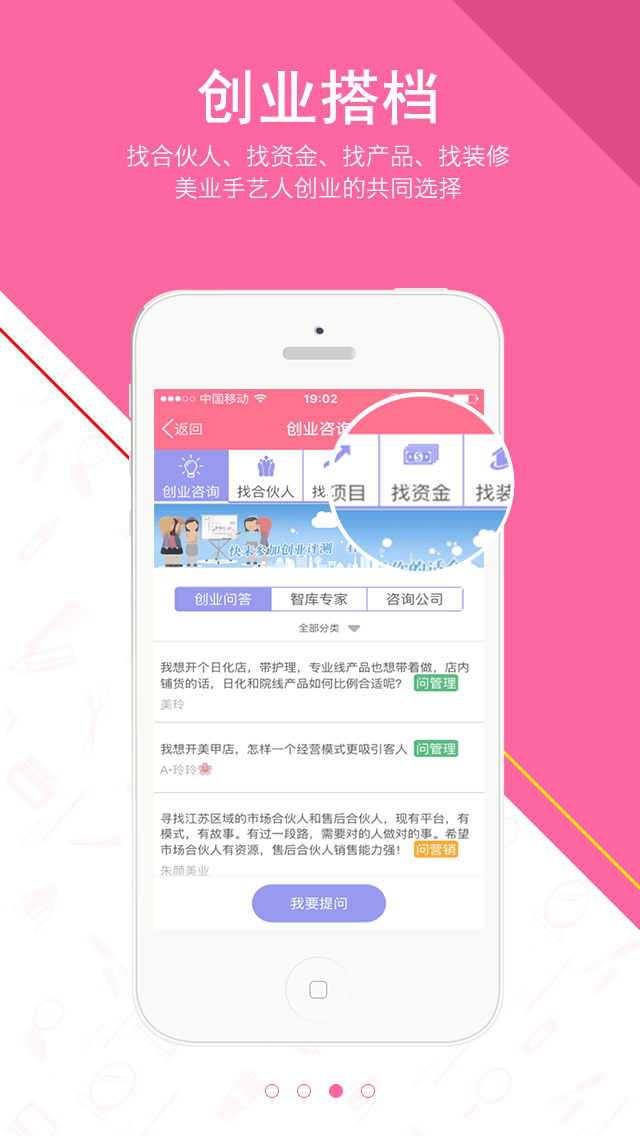 创业搭档
找合伙人、找资金、找产品、找装修
美业手艺人创业的共同选择
中国移动 19:02
返回 创业咨询
创业咨询 找合伙人 找项目 找资金 找装
快来参加创业评测
你的适合
创业问答 智库专家 咨询公司
全部分类
我想开个日化店，带护理，专业线产品也想带着做，店内
铺货的话，日化和院线产品如何比例合适呢？ 问管理
美玲
我想开美甲店，怎样一个经营模式更吸引客人 问管理
A·玲玲🌸
寻找江苏区域的市场合伙人和售后合伙人，现有平台，有
模式，有故事。有过一段路，需要对的人做对的事。希望
市场合伙人有资源，售后合伙人销售能力强！ 问营销
朱颜美业
我要提问